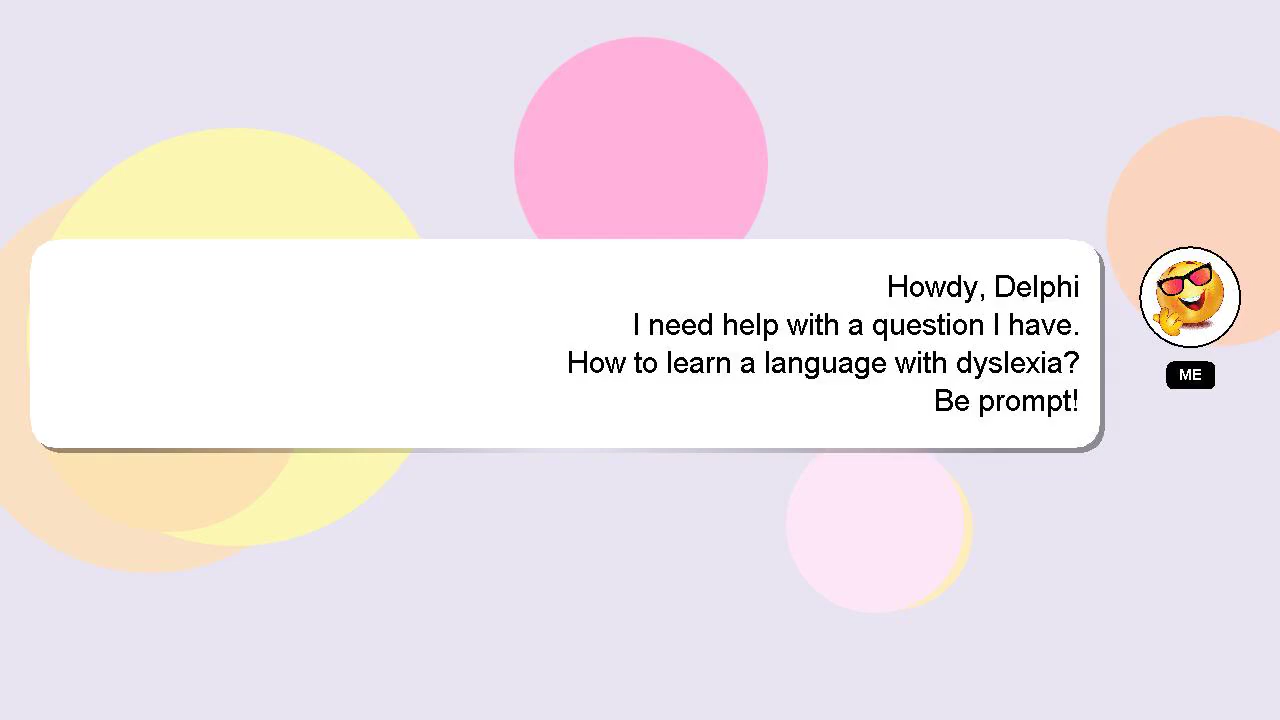 Howdy, Delphi
I need help with a question I have.
How to learn a language with dyslexia?
Be prompt!
ME